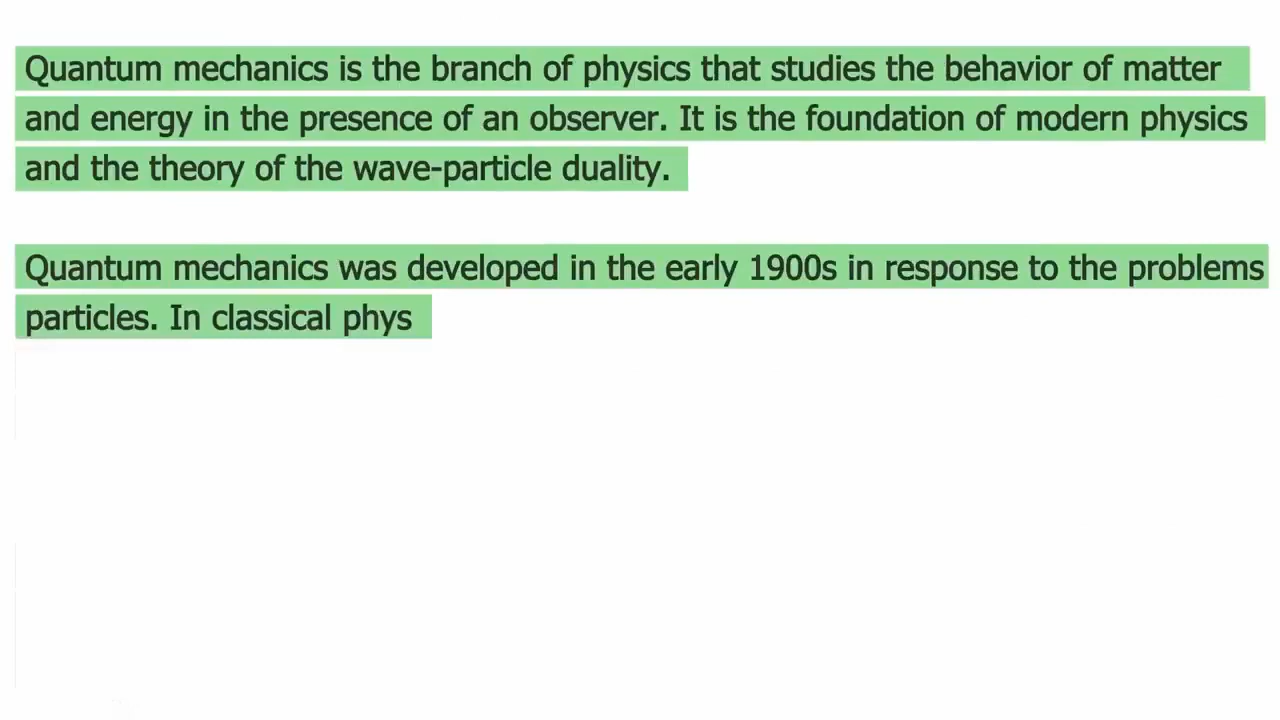 Quantum mechanics is the branch of physics that studies the behavior of matter
and energy in the presence of an observer. It is the foundation of modern physics
and the theory of the wave-particle duality.
Quantum mechanics was developed in the early 1900s in response to the problems
particles. In classical phys